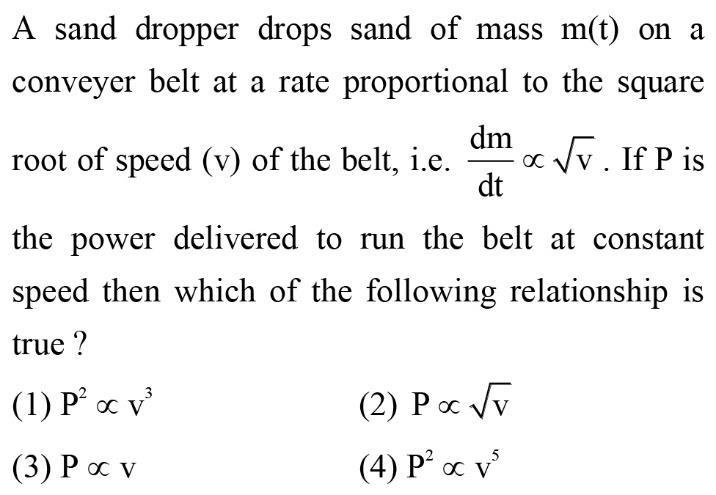 A sand dropper drops sand of mass m(t) on a
conveyer belt at a rate proportional to the square
root of speed (v) of the belt, i.e. dm/dt ∝ √v . If P is
the power delivered to run the belt at constant
speed then which of the following relationship is
true ?
(1) P² ∝ v³ (2) P ∝ √v
(3) P ∝ v (4) P² ∝ v⁵